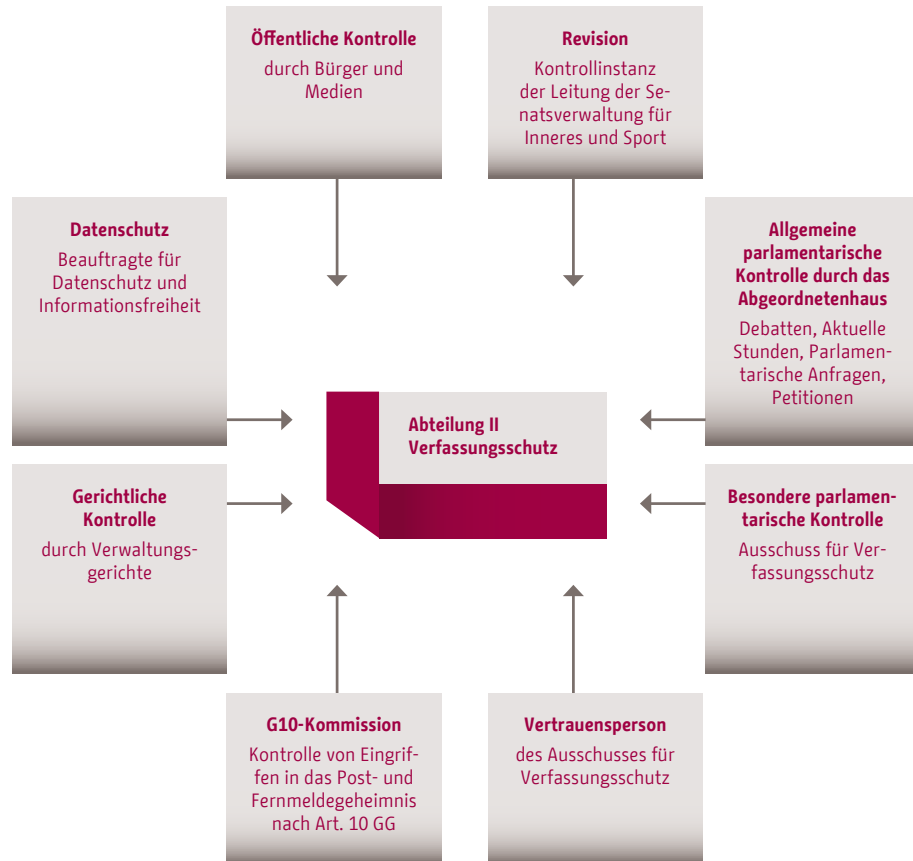 Öffentliche Kontrolle
durch Bürger und
Medien
Revision
Kontrollinstanz
der Leitung der Se-
natsverwaltung für
Inneres und Sport
Datenschutz
Beauftragte für
Datenschutz und
Informationsfreiheit
Allgemeine
parlamentarische
Kontrolle durch das
Abgeordnetenhaus
Debatten, Aktuelle
Stunden, Parlamen-
tarische Anfragen,
Petitionen
Abteilung II
Verfassungsschutz
Gerichtliche
Kontrolle
durch Verwaltungs-
gerichte
Besondere parlamen-
tarische Kontrolle
Ausschuss für Ver-
fassungsschutz
G10-Kommission
Kontrolle von Eingrif-
fen in das Post- und
Fernmeldegeheimnis
nach Art. 10 GG
Vertrauensperson
des Ausschusses für
Verfassungsschutz